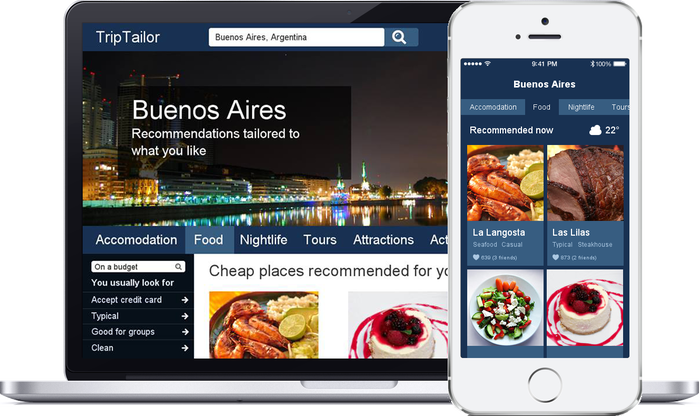 TripTailor
Buenos Aires, Argentina
Buenos Aires
Recommendations tailored to
what you like
Accomodation Food Nightlife Tours Attractions Act
On a budget
You usually look for
Accept credit card
Typical
Good for groups
Clean
Cheap places recommended for yo
9:41 PM
100%
Buenos Aires
Accomodation Food Nightlife Tours
Recommended now
22°
La Langosta
Seafood Casual
639 (3 friends)
Las Lilas
Typical Steakhouse
873 (2 friends)